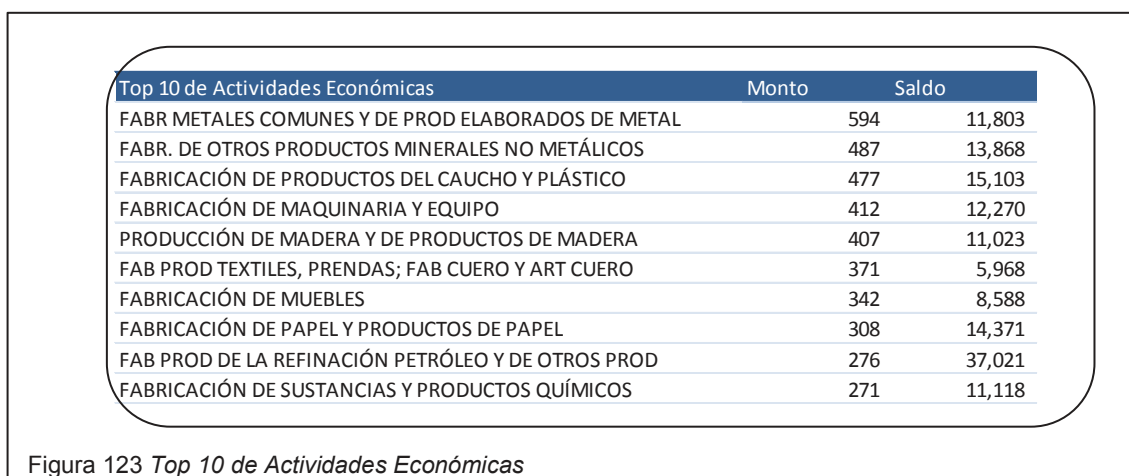 Top 10 de Actividades Económicas Monto Saldo
FABR METALES COMUNES Y DE PROD ELABORADOS DE METAL 594 11,803
FABR. DE OTROS PRODUCTOS MINERALES NO METÁLICOS 487 13,868
FABRICACIÓN DE PRODUCTOS DEL CAUCHO Y PLÁSTICO 477 15,103
FABRICACIÓN DE MAQUINARIA Y EQUIPO 412 12,270
PRODUCCIÓN DE MADERA Y DE PRODUCTOS DE MADERA 407 11,023
FAB PROD TEXTILES, PRENDAS; FAB CUERO Y ART CUERO 371 5,968
FABRICACIÓN DE MUEBLES 342 8,588
FABRICACIÓN DE PAPEL Y PRODUCTOS DE PAPEL 308 14,371
FAB PROD DE LA REFINACIÓN PETRÓLEO Y DE OTROS PROD 276 37,021
FABRICACIÓN DE SUSTANCIAS Y PRODUCTOS QUÍMICOS 271 11,118
Figura 123 Top 10 de Actividades Económicas